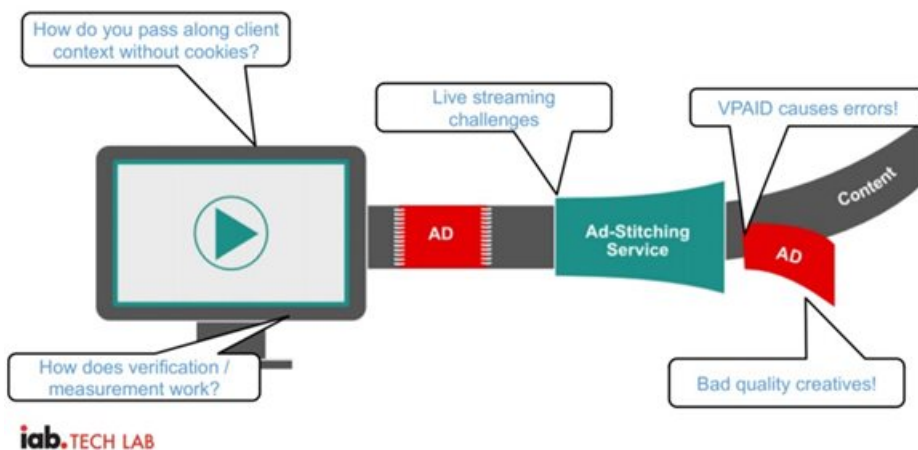 How do you pass along client
context without cookies?
Live streaming
challenges
VPAID causes errors!
Content
AD
Ad-Stitching
Service
AD
How does verification /
measurement work?
Bad quality creatives!
iab.TECH LAB